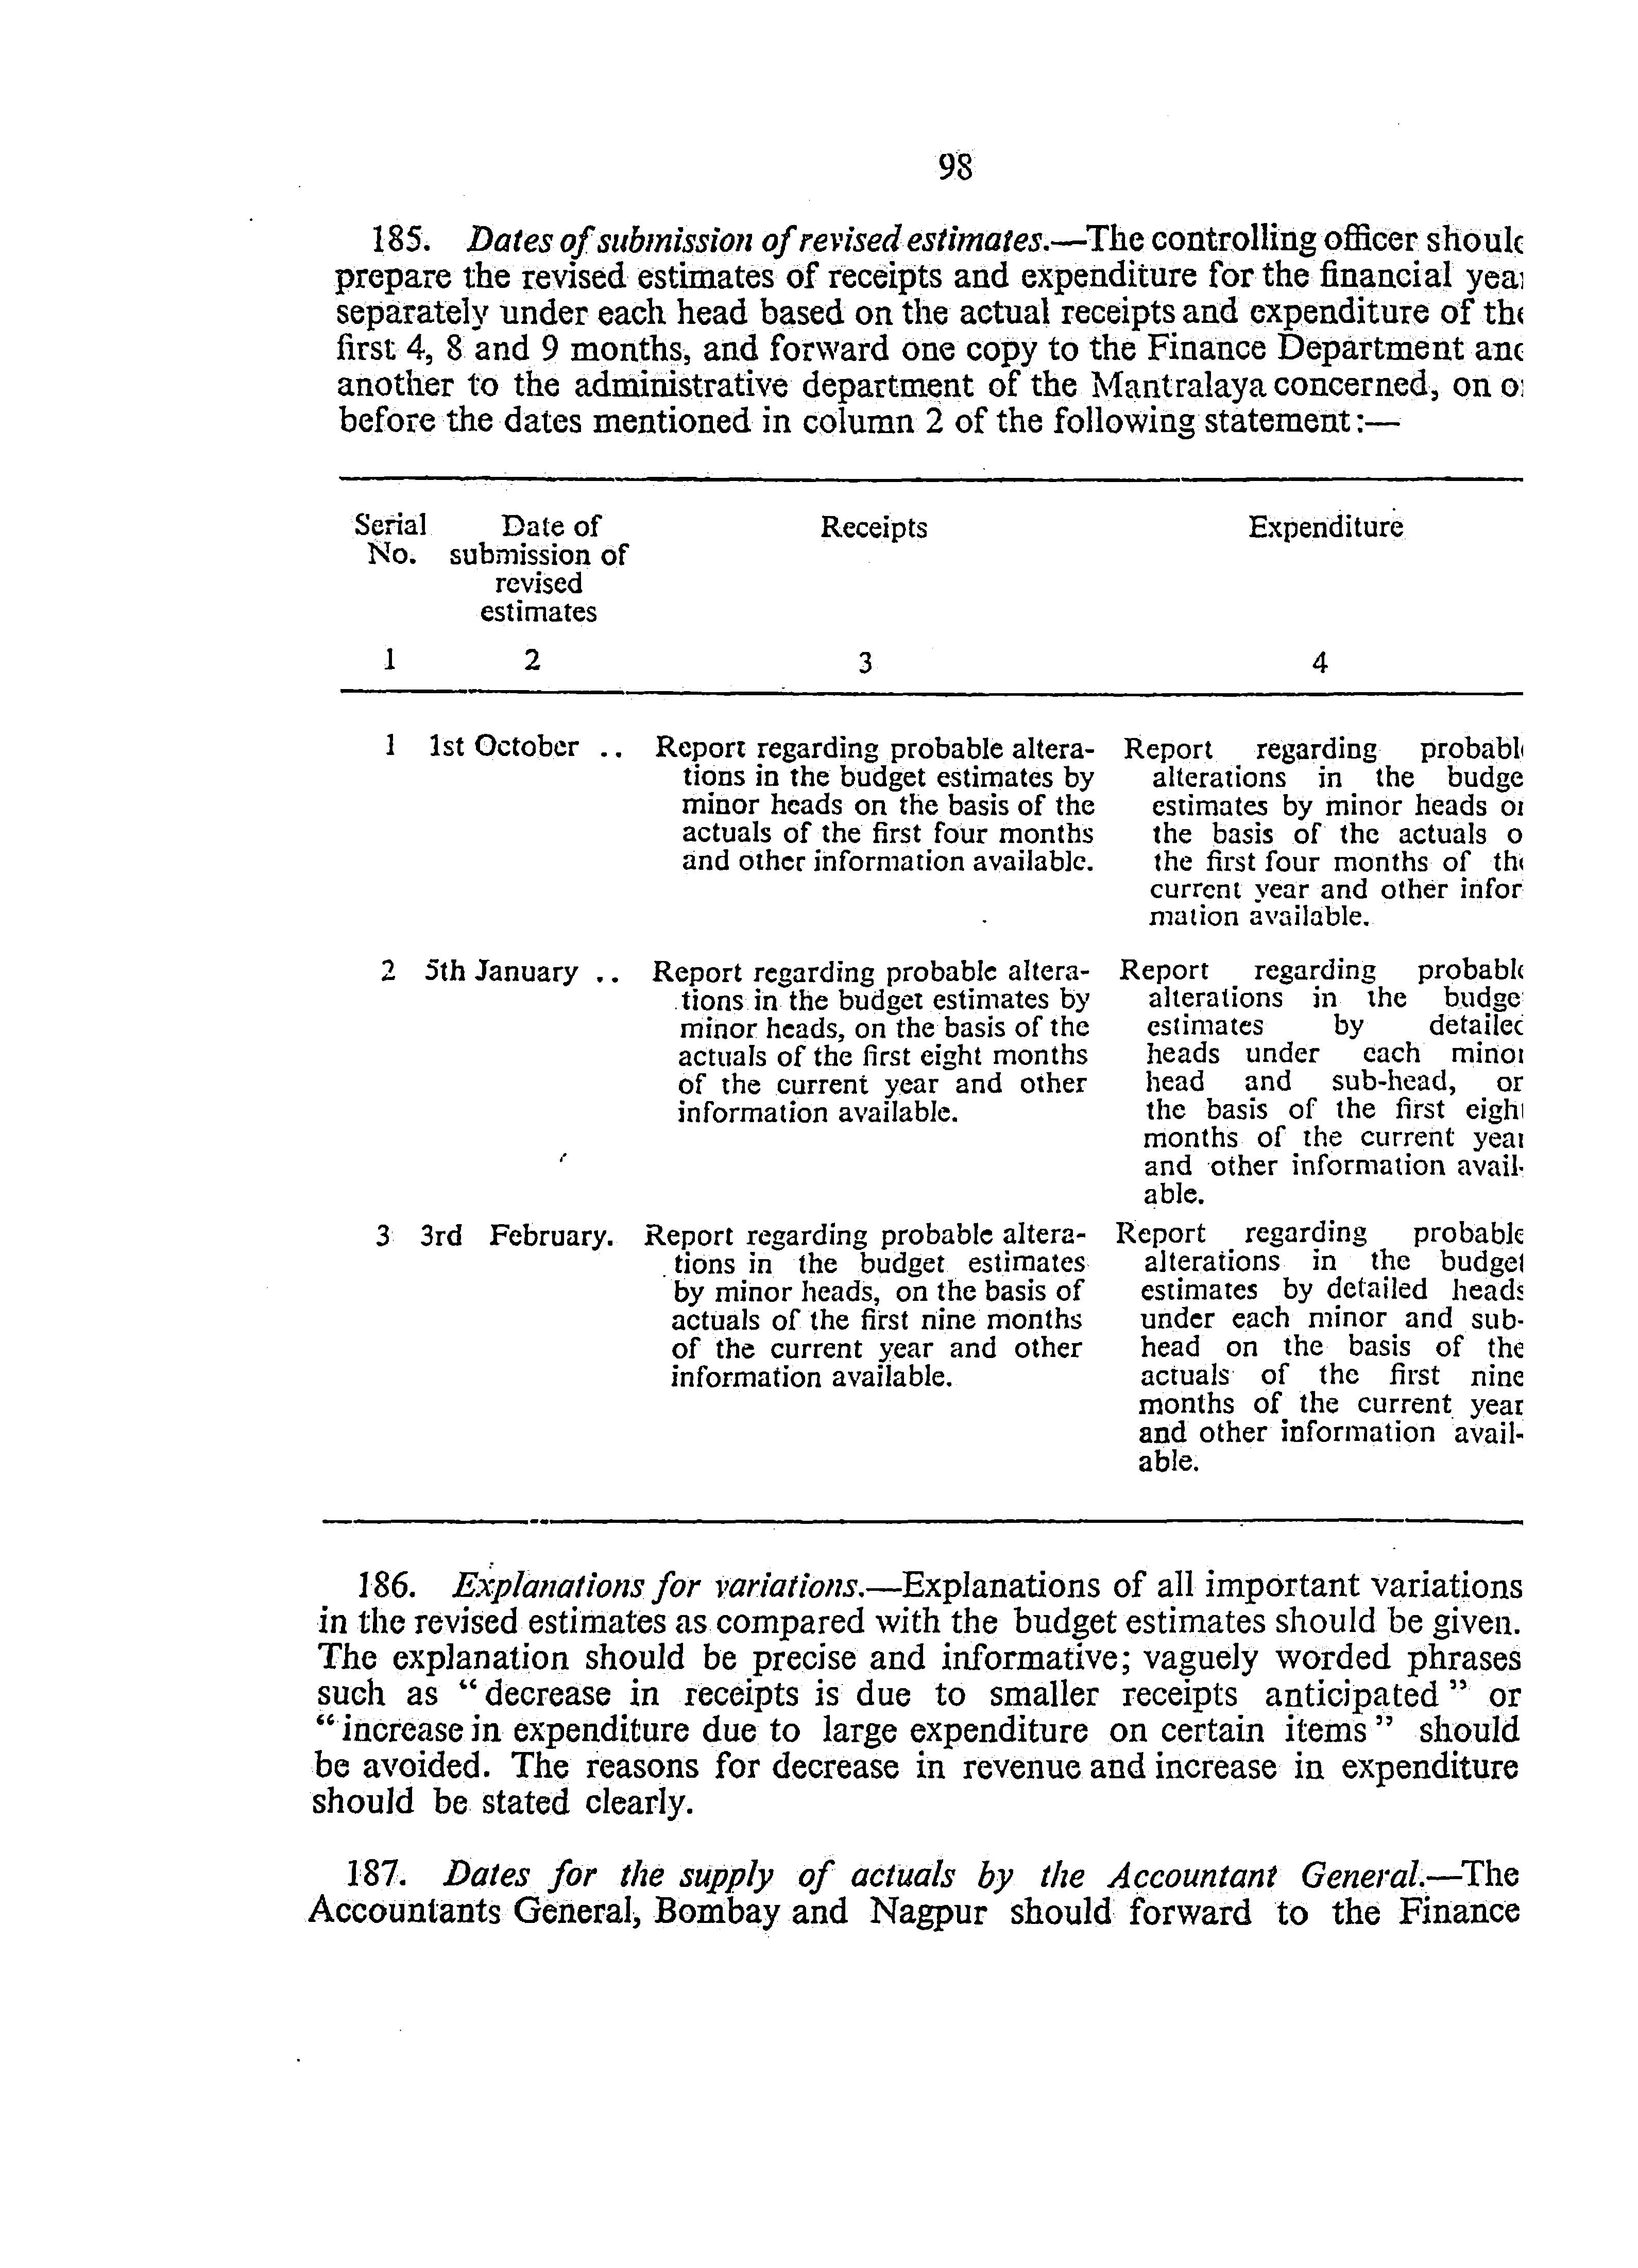 98
185. Dates of submission of revised estimates.—The controlling officer should
prepare the revised estimates of receipts and expenditure for the financial year
separately under each head based on the actual receipts and expenditure of the
first 4, 8 and 9 months, and forward one copy to the Finance Department and
another to the administrative department of the Mantralaya concerned, on or
before the dates mentioned in column 2 of the following statement :—
Serial Date of Receipts Expenditure
No. submission of
revised
estimates
1 2 3 4
1 1st October .. Report regarding probable altera- Report regarding probable
tions in the budget estimates by alterations in the budge
minor heads on the basis of the estimates by minor heads on
actuals of the first four months the basis of the actuals o
and other information available. the first four months of the
current year and other infor
mation available.
2 5th January .. Report regarding probable altera- Report regarding probable
tions in the budget estimates by alterations in the budge
minor heads, on the basis of the estimates by detailed
actuals of the first eight months heads under each minor
of the current year and other head and sub-head, or
information available. the basis of the first eight
months of the current year
and other information avail-
able.
3 3rd February. Report regarding probable altera- Report regarding probable
tions in the budget estimates alterations in the budget
by minor heads, on the basis of estimates by detailed heads
actuals of the first nine months under each minor and sub-
of the current year and other head on the basis of the
information available. actuals of the first nine
months of the current year
and other information avail-
able.
186. Explanations for variations.—Explanations of all important variations
in the revised estimates as compared with the budget estimates should be given.
The explanation should be precise and informative; vaguely worded phrases
such as “decrease in receipts is due to smaller receipts anticipated” or
“increase in expenditure due to large expenditure on certain items” should
be avoided. The reasons for decrease in revenue and increase in expenditure
should be stated clearly.
187. Dates for the supply of actuals by the Accountant General.—The
Accountants General, Bombay and Nagpur should forward to the Finance